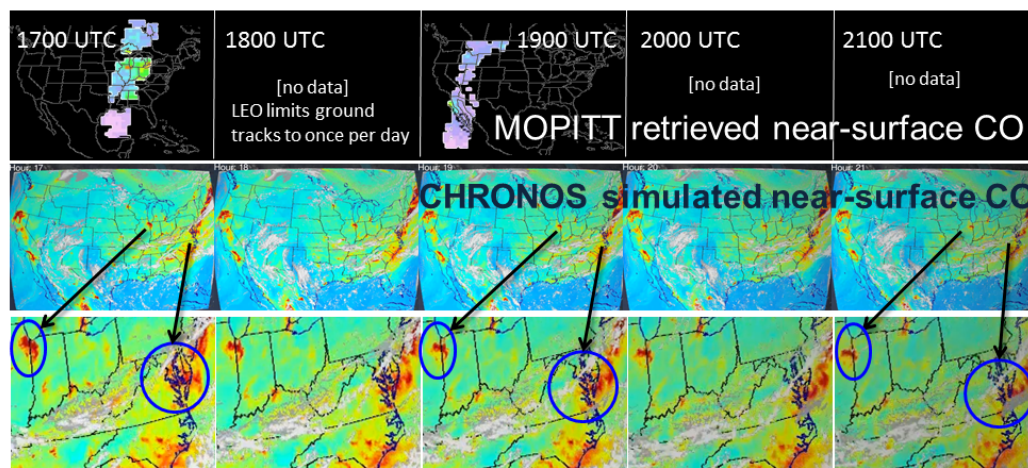 1700 UTC
1800 UTC
1900 UTC
2000 UTC
2100 UTC
[no data]
LEO limits ground
tracks to once per day
[no data]
[no data]
MOPITT retrieved near-surface CO
Hour: 17
Hour: 18
Hour: 19
Hour: 20
Hour: 21
CHRONOS simulated near-surface CO